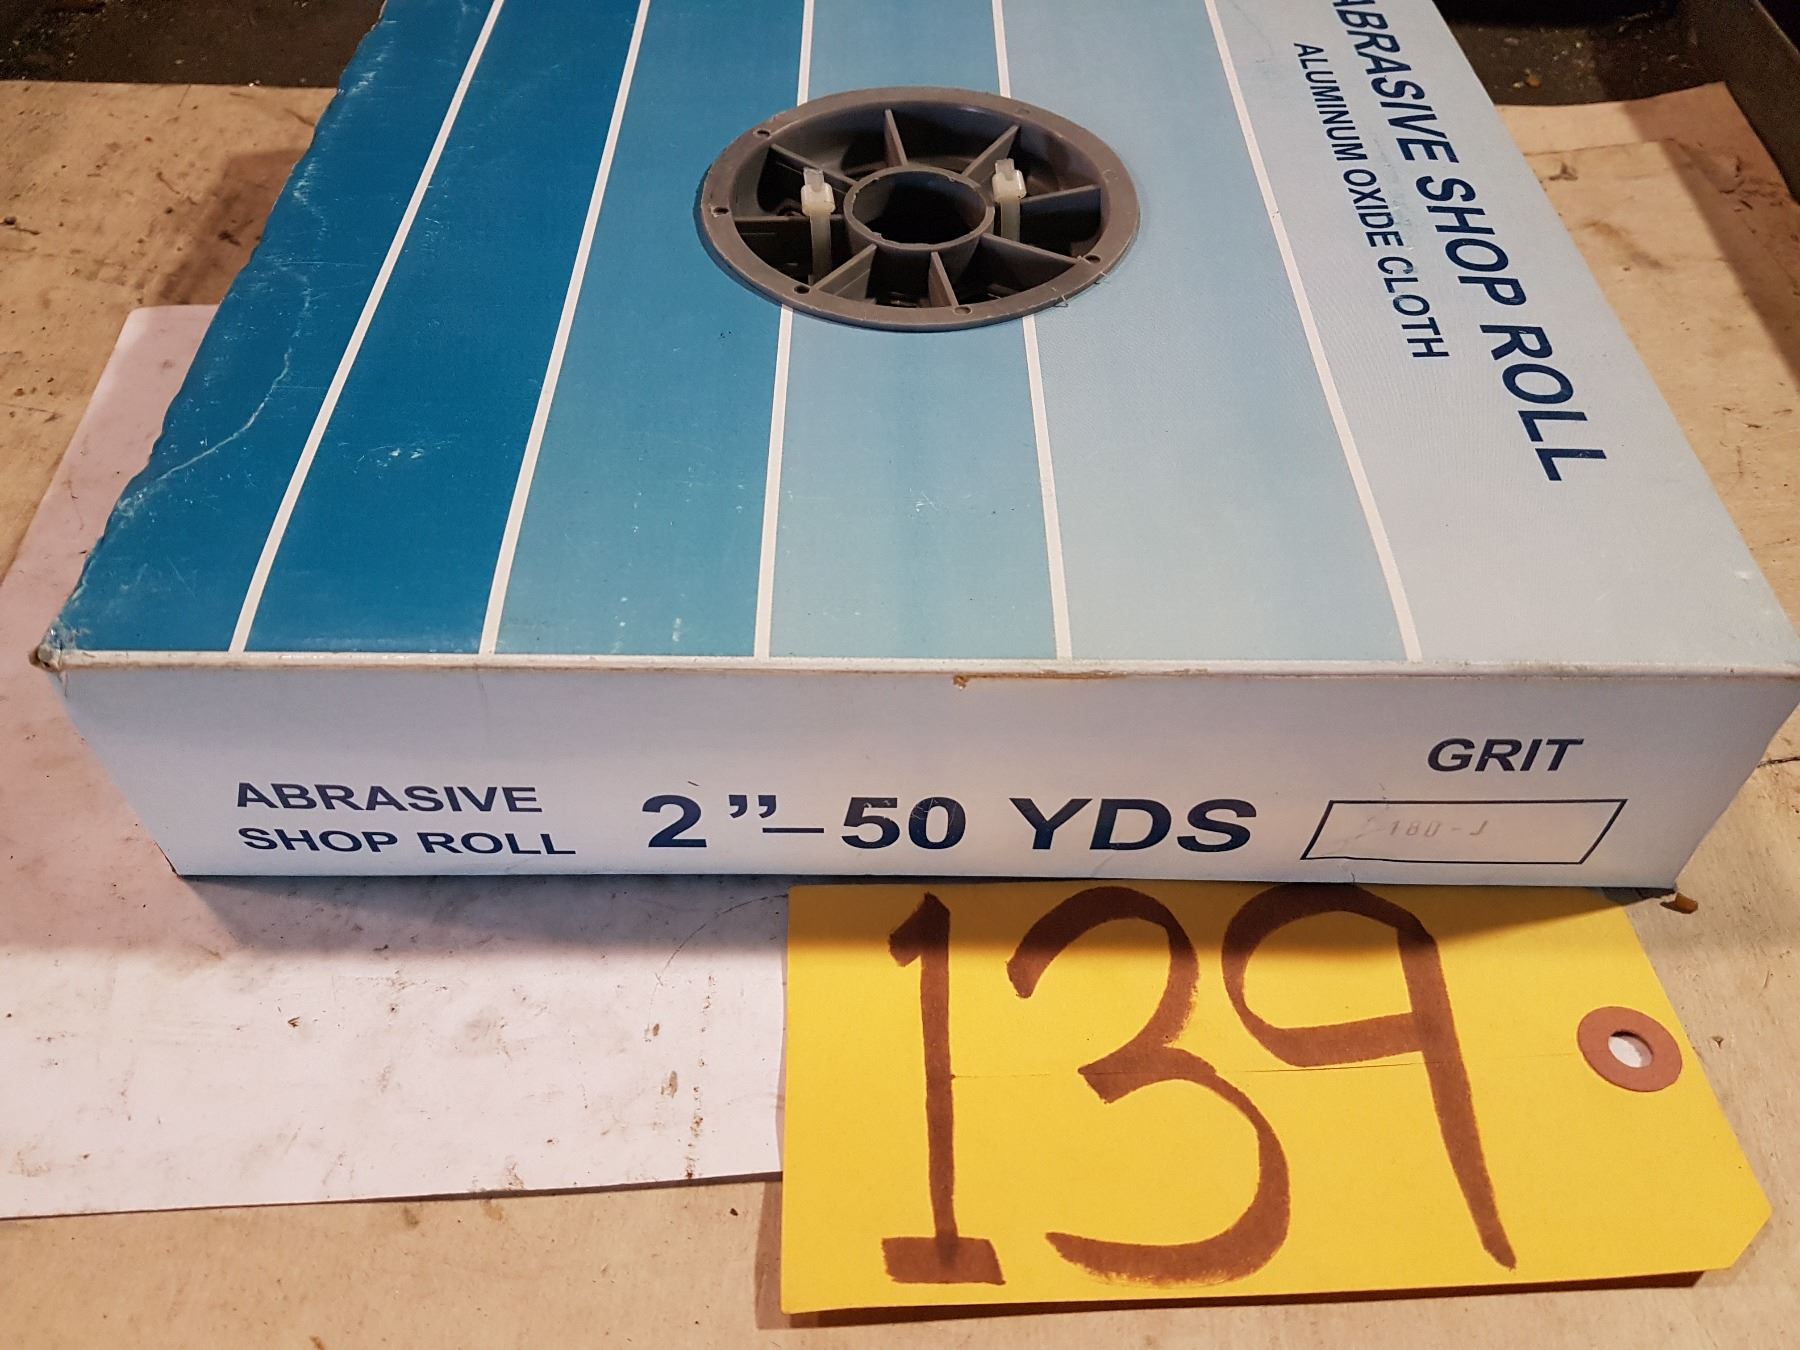 ABRASIVE SHOP ROLL
ALUMINUM OXIDE CLOTH
ABRASIVE
SHOP ROLL
2"–50 YDS
GRIT
180-J
139